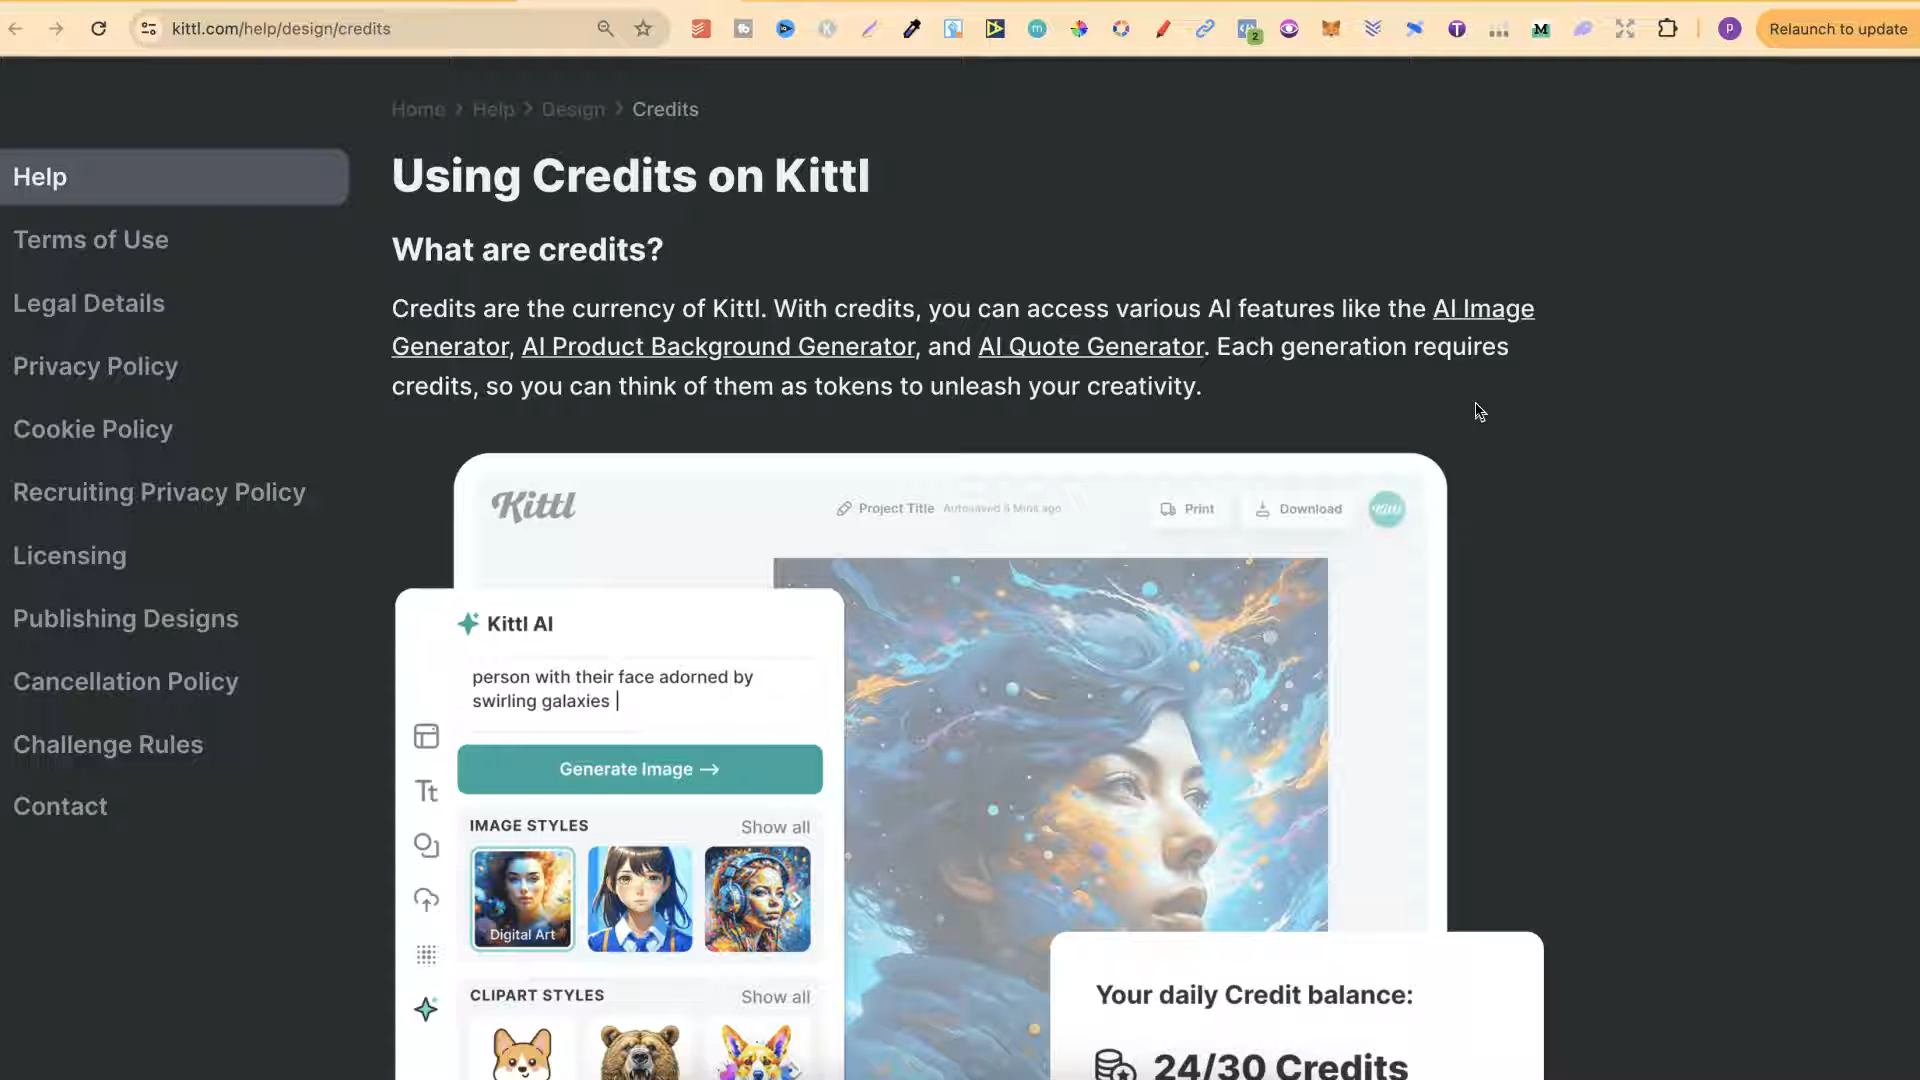 kittl.com/help/design/credits
2
T
M
P
Relaunch to update
Home > Help > Design > Credits
Help
Terms of Use
Legal Details
Privacy Policy
Cookie Policy
Recruiting Privacy Policy
Licensing
Publishing Designs
Cancellation Policy
Challenge Rules
Contact
Using Credits on Kittl
What are credits?
Credits are the currency of Kittl. With credits, you can access various AI features like the AI Image
Generator, AI Product Background Generator, and AI Quote Generator. Each generation requires
credits, so you can think of them as tokens to unleash your creativity.
Kittl
Project Title
Print
Download
Kittl
Kittl AI
person with their face adorned by
swirling galaxies
Tt
Generate Image →
IMAGE STYLES
Show all
Digital Art
CLIPART STYLES
Show all
Your daily Credit balance:
24/30 Credits